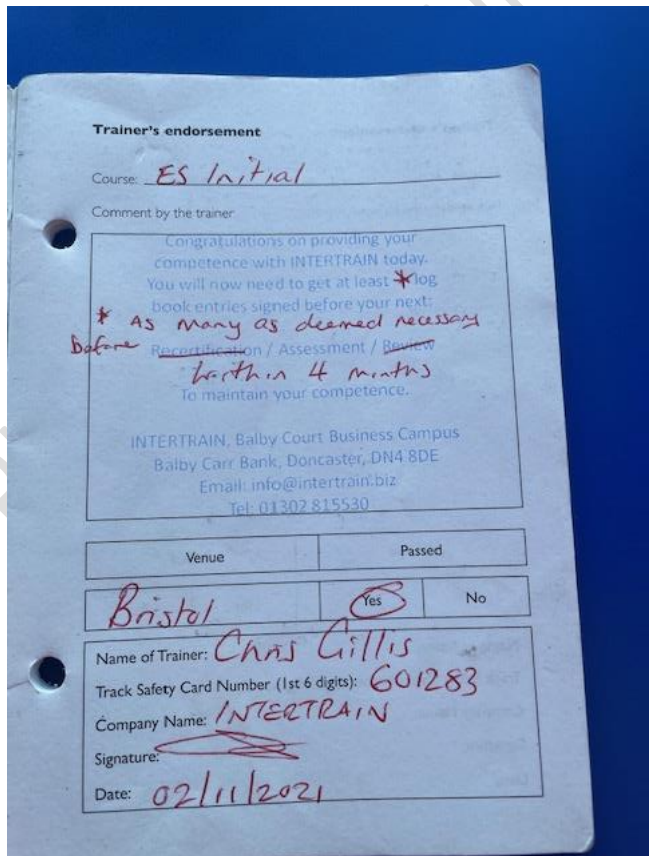 Trainer's endorsement
Course: ES Initial
Comment by the trainer
Congratulations on providing your
competence with INTERTRAIN today.
You will now need to get at least * log
book entries signed before your next:
* As many as deemed necessary
before Recertification / Assessment / Review
Within 4 months
To maintain your competence.
INTERTRAIN, Balby Court Business Campus
Balby Carr Bank, Doncaster, DN4 8DE
Email: info@intertrain.biz
Tel: 01302 815530
Venue Passed
Bristol Yes No
Name of Trainer: Chris Gillis
Track Safety Card Number (1st 6 digits): 601283
Company Name: INTERTRAIN
Signature:
Date: 02/11/2021